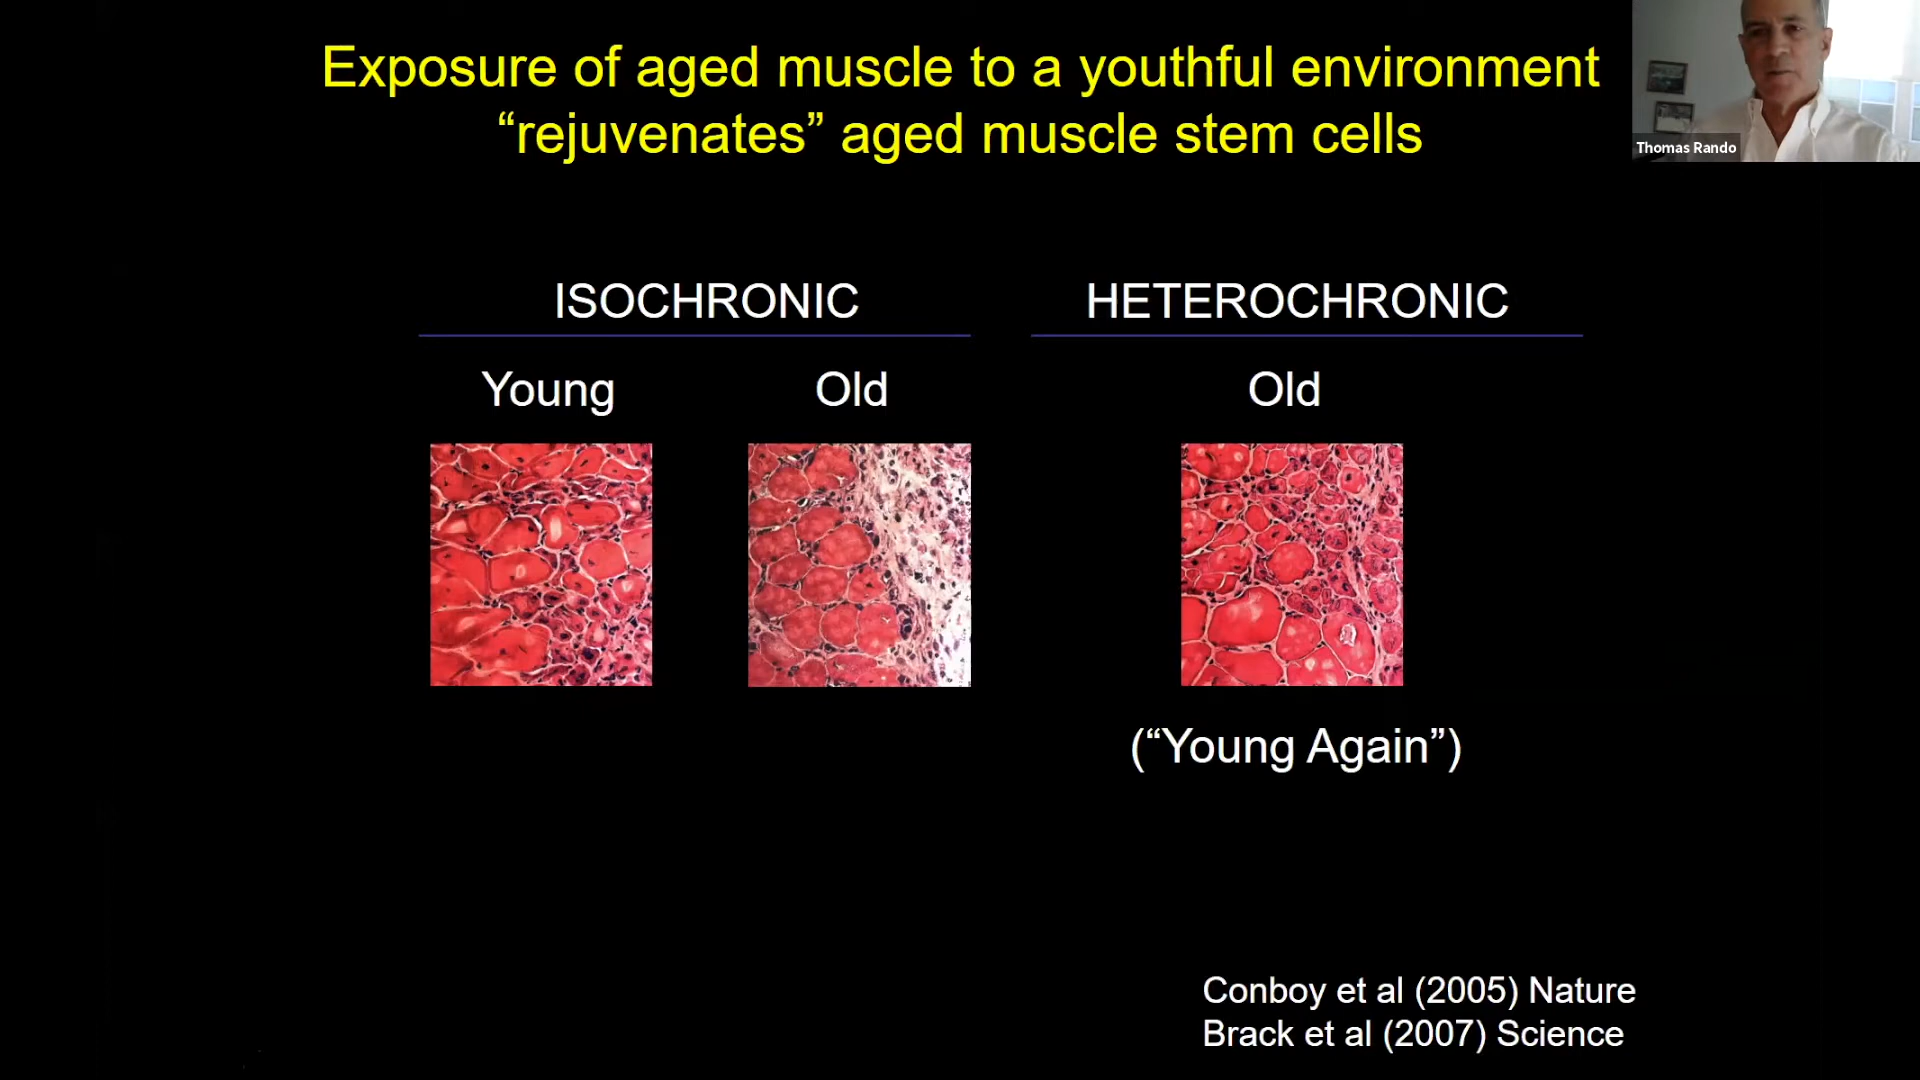 Exposure of aged muscle to a youthful environment
“rejuvenates” aged muscle stem cells
Thomas Rando
ISOCHRONIC
HETEROCHRONIC
Young
Old
Old
(“Young Again”)
Conboy et al (2005) Nature
Brack et al (2007) Science